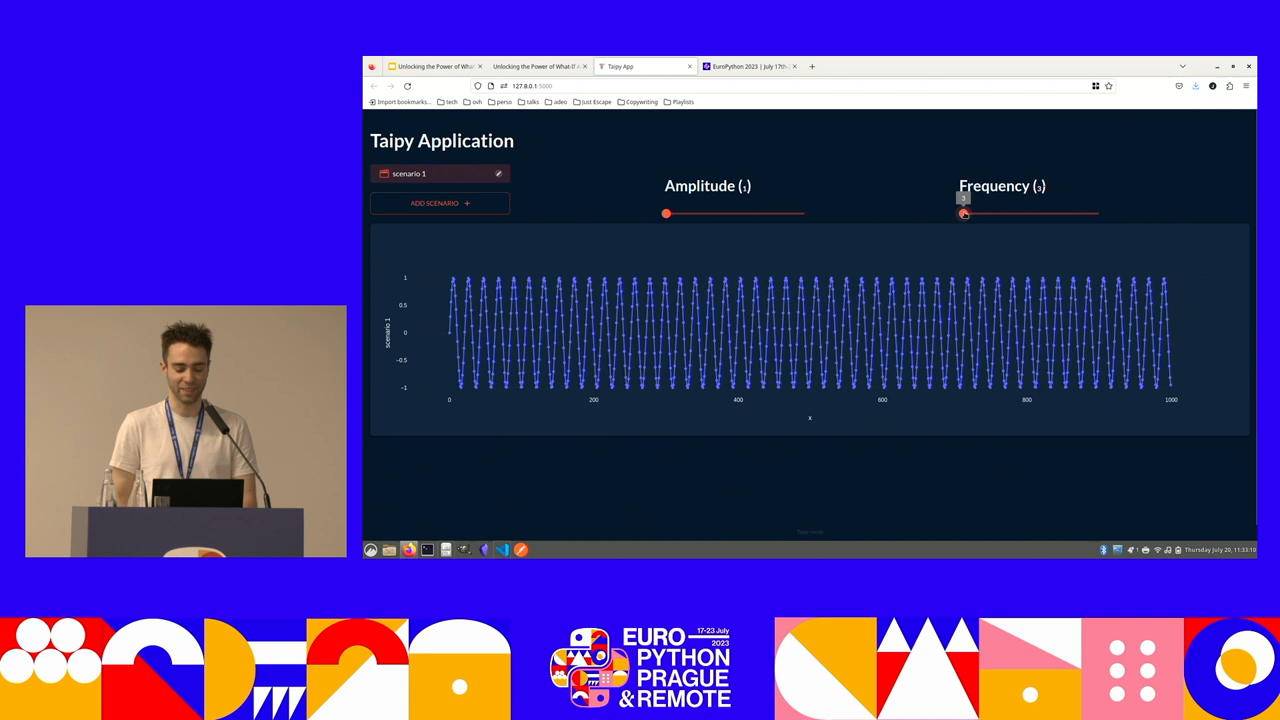 Unlocking the Power of Wha
Unlocking the Power of What-If
Taipy App
EuroPython 2023 | July 17th-
127.0.0.1:5000
Import bookmarks...
tech
ovh
perso
talks
adeo
Just Escape
Copywriting
Playlists
Taipy Application
scenario 1
ADD SCENARIO +
Amplitude (1)
Frequency (3)
3
1
0.5
0
−0.5
−1
scenario 1
0
200
400
600
800
1000
x
Thursday July 20, 11:33:10
EURO
17-23 July
2023
PYTHON
PRAGUE
& REMOTE